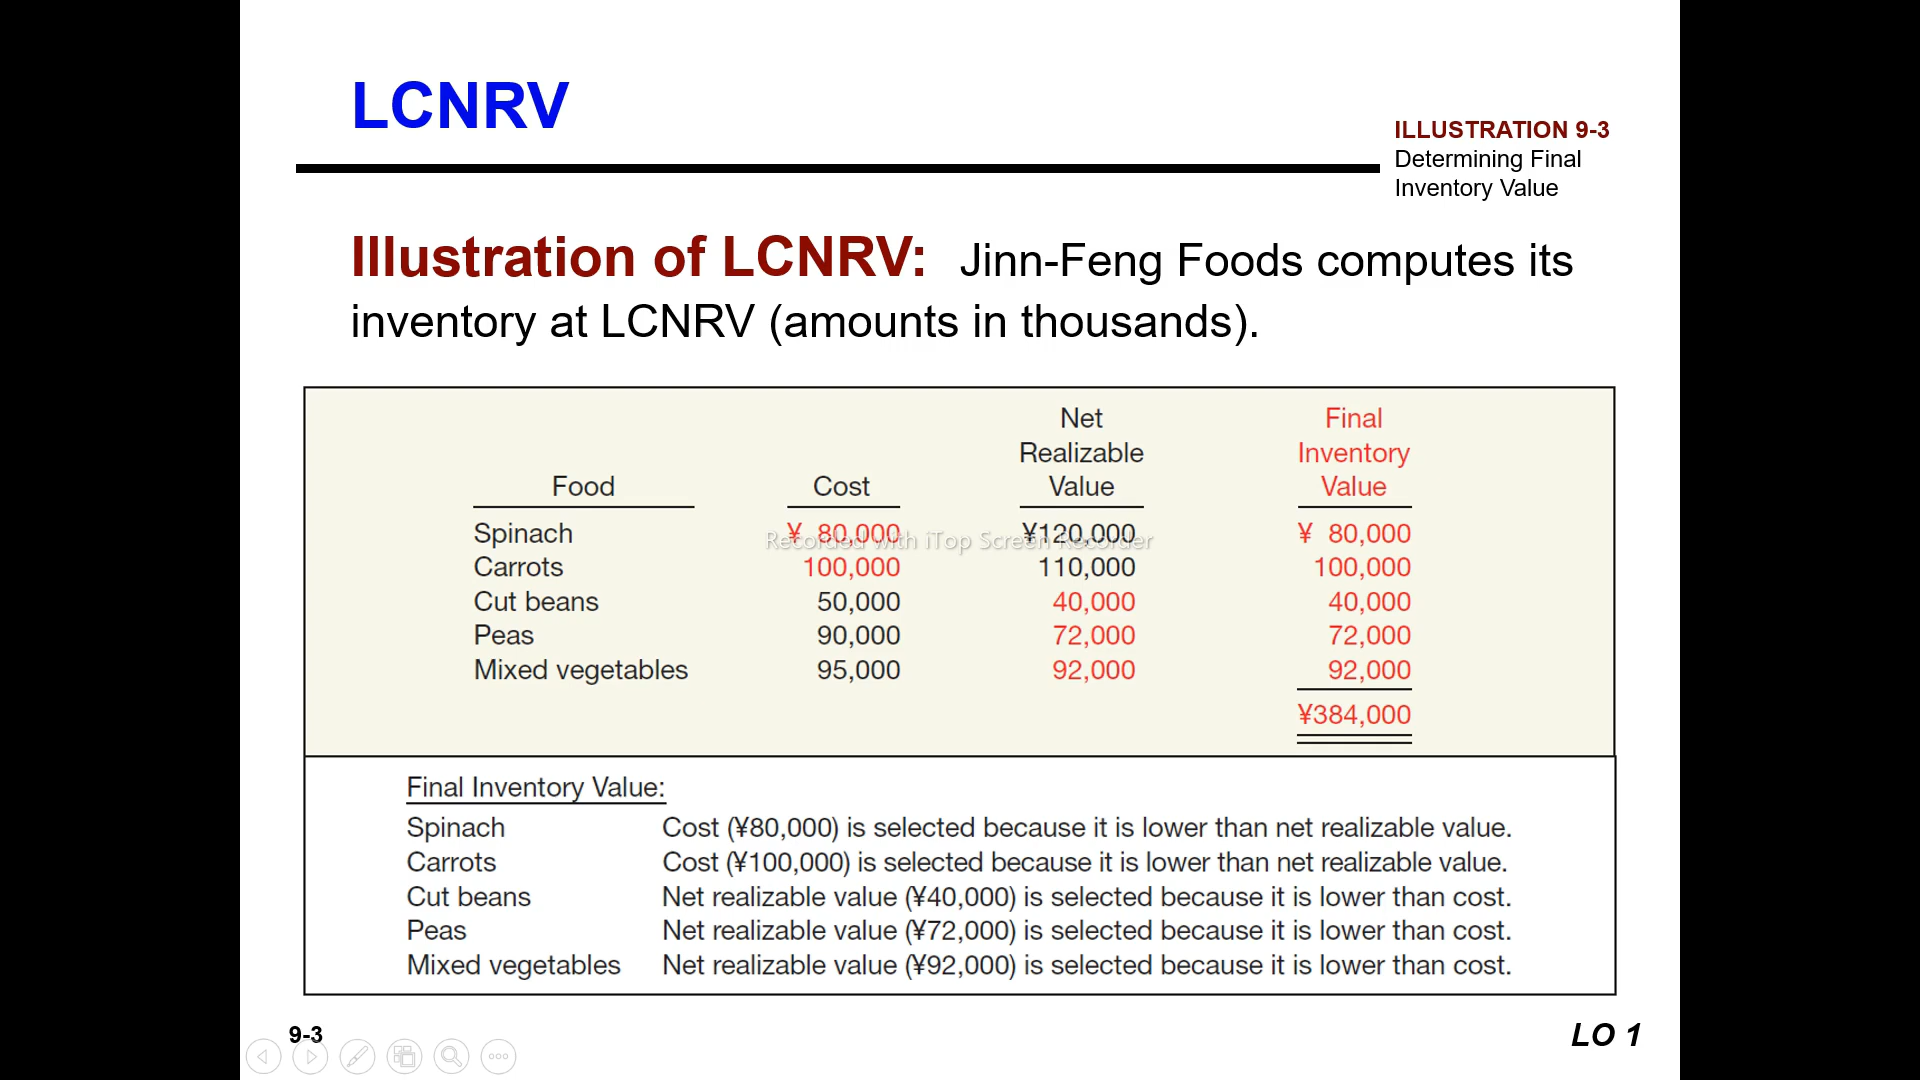 LCNRV
ILLUSTRATION 9-3
Determining Final
Inventory Value
Illustration of LCNRV: Jinn-Feng Foods computes its
inventory at LCNRV (amounts in thousands).
Net Final
Realizable Inventory
Food Cost Value Value
Spinach ¥ 80,000 ¥120,000 ¥ 80,000
Recorded with iTop Screen Recorder
Carrots 100,000 110,000 100,000
Cut beans 50,000 40,000 40,000
Peas 90,000 72,000 72,000
Mixed vegetables 95,000 92,000 92,000
¥384,000
Final Inventory Value:
Spinach Cost (¥80,000) is selected because it is lower than net realizable value.
Carrots Cost (¥100,000) is selected because it is lower than net realizable value.
Cut beans Net realizable value (¥40,000) is selected because it is lower than cost.
Peas Net realizable value (¥72,000) is selected because it is lower than cost.
Mixed vegetables Net realizable value (¥92,000) is selected because it is lower than cost.
9-3
LO 1